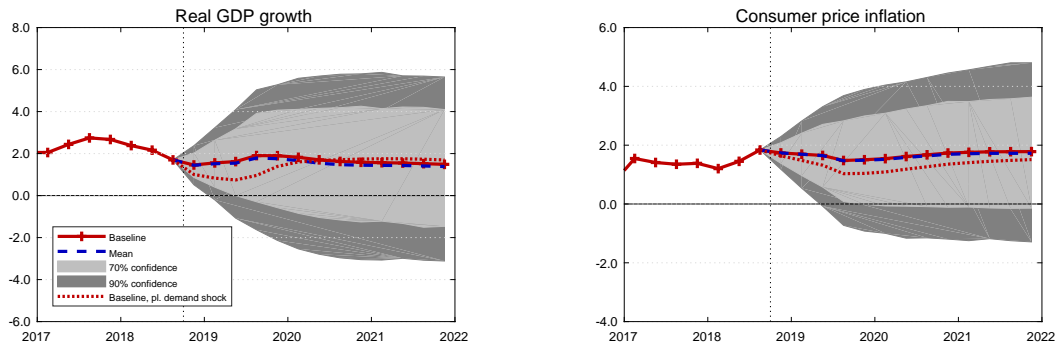 Real GDP growth
8.0
6.0
4.0
2.0
0.0
-2.0
-4.0
-6.0
Baseline
Mean
70% confidence
90% confidence
Baseline, pl. demand shock
2017 2018 2019 2020 2021 2022
Consumer price inflation
6.0
4.0
2.0
0.0
-2.0
-4.0
2017 2018 2019 2020 2021 2022